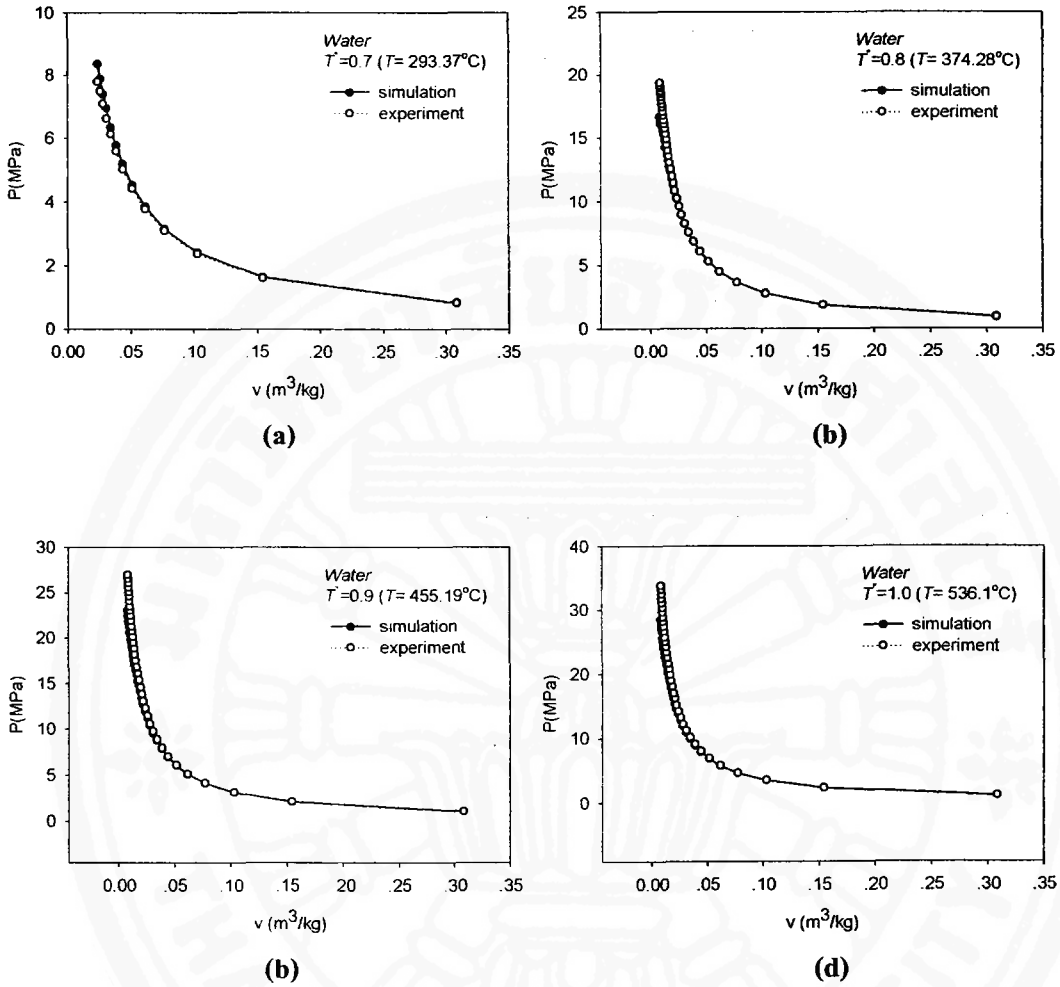 10
8
6
4
2
0
P(MPa)
Water
T*=0.7 (T= 293.37°C)
simulation
experiment
0.00 .05 .10 .15 .20 .25 .30 .35
v (m³/kg)
(a)
25
20
15
10
5
0
P(MPa)
Water
T*=0.8 (T= 374.28°C)
simulation
experiment
0.00 .05 .10 .15 .20 .25 .30 .35
v (m³/kg)
(b)
30
25
20
15
10
5
0
P(MPa)
Water
T*=0.9 (T= 455.19°C)
simulation
experiment
0.00 .05 .10 .15 .20 .25 .30 .35
v (m³/kg)
(b)
40
30
20
10
0
P(MPa)
Water
T*=1.0 (T= 536.1°C)
simulation
experiment
0.00 .05 .10 .15 .20 .25 .30 .35
v (m³/kg)
(d)